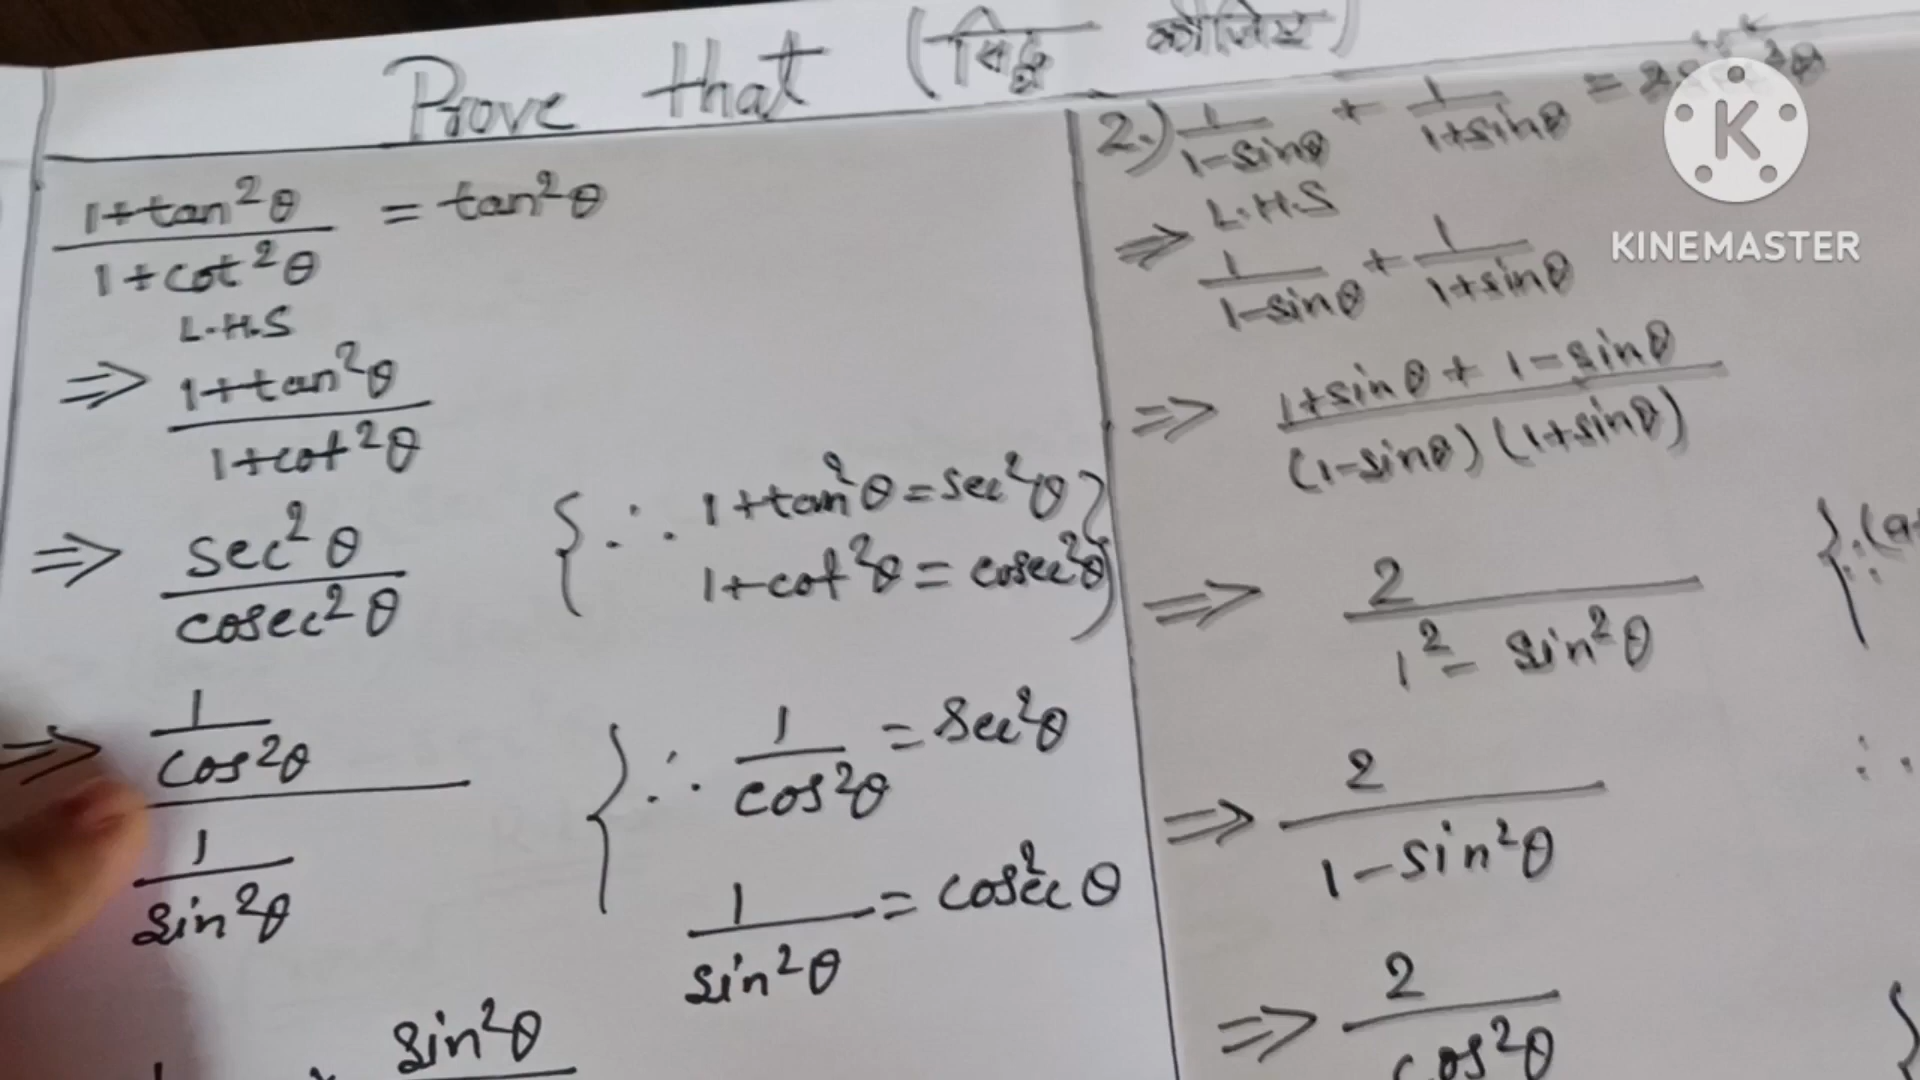 Prove that (सिद्ध कीजिए)
1+tan²θ / 1+cot²θ = tan²θ
L.H.S
⇒ 1+tan²θ / 1+cot²θ
⇒ sec²θ / cosec²θ { ∴ 1+tan²θ = sec²θ
1+cot²θ = cosec²θ }
⇒ 1/cos²θ / 1/sin²θ { ∴ 1/cos²θ = sec²θ
1/sin²θ = cosec²θ
sin²θ
2.) 1/1-sinθ + 1/1+sinθ =
L.H.S
⇒ 1/1-sinθ + 1/1+sinθ
⇒ 1+sinθ + 1-sinθ / (1-sinθ) (1+sinθ)
⇒ 2 / 1² - sin²θ } ∵ (a
⇒ 2 / 1-sin²θ ∴
⇒ 2 / cos²θ {
K
KINEMASTER